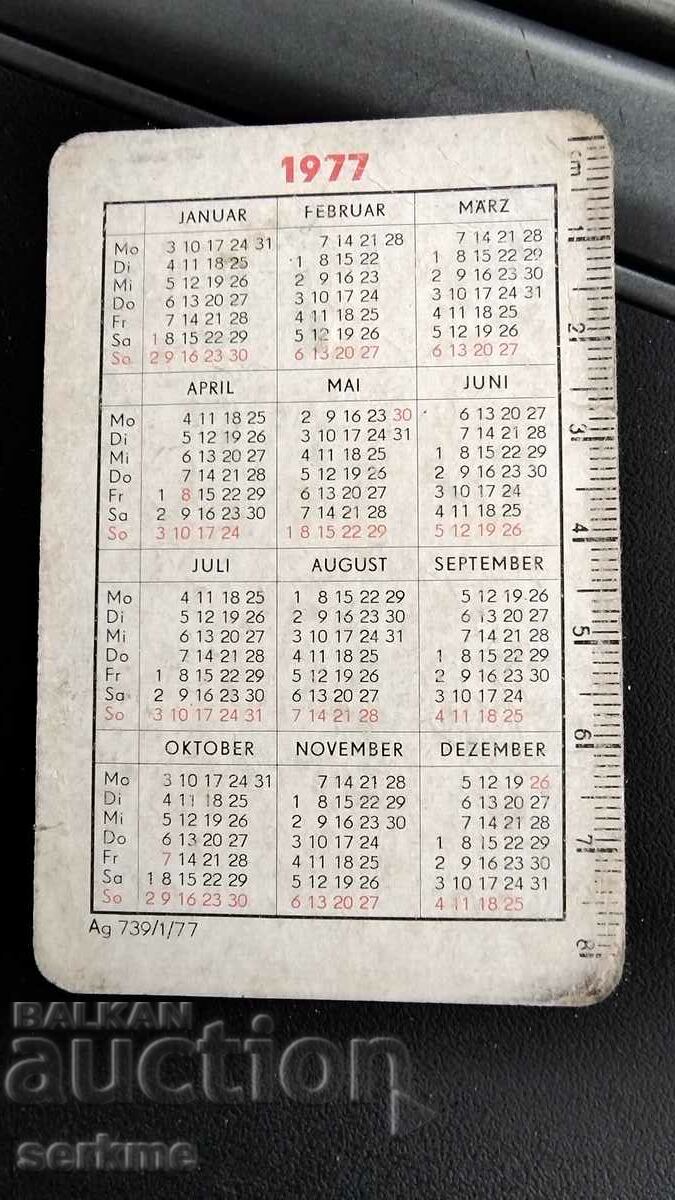 1977
cm
JANUAR FEBRUAR MÄRZ
Mo 3 10 17 24 31 7 14 21 28 7 14 21 28
Di 4 11 18 25 1 8 15 22 1 8 15 22 29
Mi 5 12 19 26 2 9 16 23 2 9 16 23 30
Do 6 13 20 27 3 10 17 24 3 10 17 24 31
Fr 7 14 21 28 4 11 18 25 4 11 18 25
Sa 1 8 15 22 29 5 12 19 26 5 12 19 26
So 2 9 16 23 30 6 13 20 27 6 13 20 27
APRIL MAI JUNI
Mo 4 11 18 25 2 9 16 23 30 6 13 20 27
Di 5 12 19 26 3 10 17 24 31 7 14 21 28
Mi 6 13 20 27 4 11 18 25 1 8 15 22 29
Do 7 14 21 28 5 12 19 26 2 9 16 23 30
Fr 1 8 15 22 29 6 13 20 27 3 10 17 24
Sa 2 9 16 23 30 7 14 21 28 4 11 18 25
So 3 10 17 24 1 8 15 22 29 5 12 19 26
JULI AUGUST SEPTEMBER
Mo 4 11 18 25 1 8 15 22 29 5 12 19 26
Di 5 12 19 26 2 9 16 23 30 6 13 20 27
Mi 6 13 20 27 3 10 17 24 31 7 14 21 28
Do 7 14 21 28 4 11 18 25 1 8 15 22 29
Fr 1 8 15 22 29 5 12 19 26 2 9 16 23 30
Sa 2 9 16 23 30 6 13 20 27 3 10 17 24
So 3 10 17 24 31 7 14 21 28 4 11 18 25
OKTOBER NOVEMBER DEZEMBER
Mo 3 10 17 24 31 7 14 21 28 5 12 19 26
Di 4 11 18 25 1 8 15 22 29 6 13 20 27
Mi 5 12 19 26 2 9 16 23 30 7 14 21 28
Do 6 13 20 27 3 10 17 24 1 8 15 22 29
Fr 7 14 21 28 4 11 18 25 2 9 16 23 30
Sa 1 8 15 22 29 5 12 19 26 3 10 17 24 31
So 2 9 16 23 30 6 13 20 27 4 11 18 25
Ag 739/1/77
1
2
3
4
5
6
7
8
BALKAN
auction
serkme